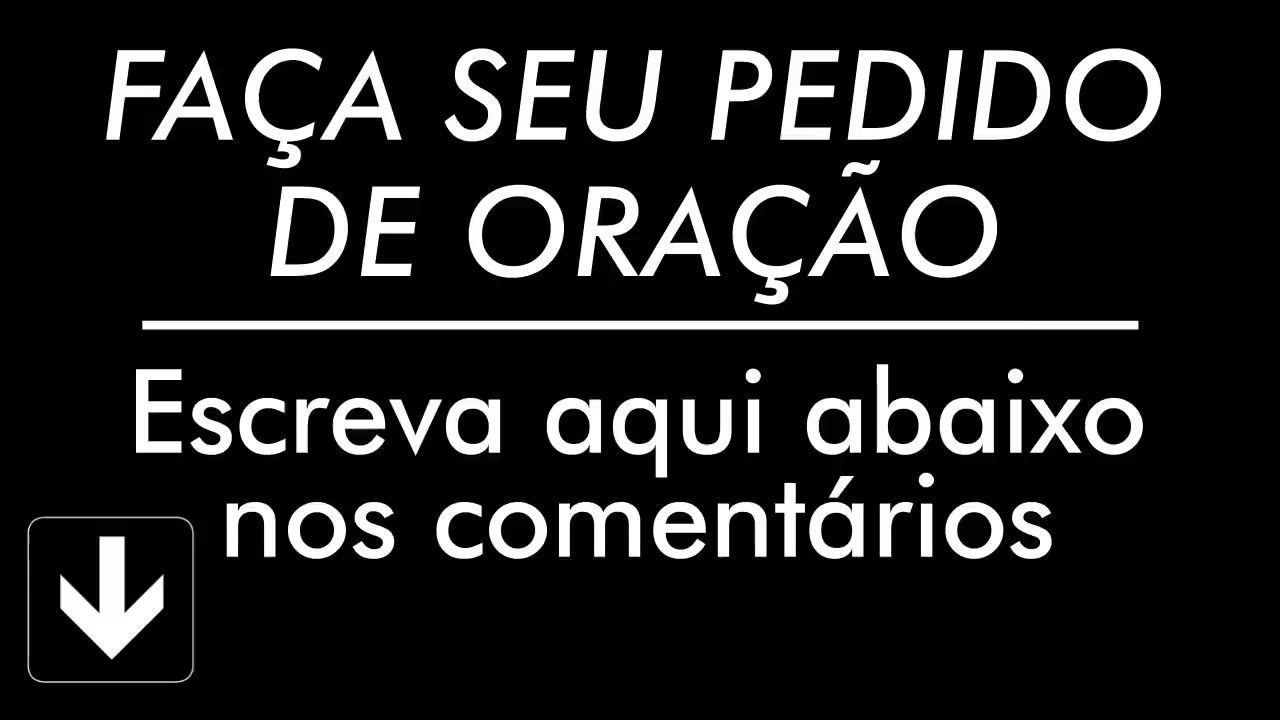 FAÇA SEU PEDIDO
DE ORAÇÃO
Escreva aqui abaixo
nos comentários